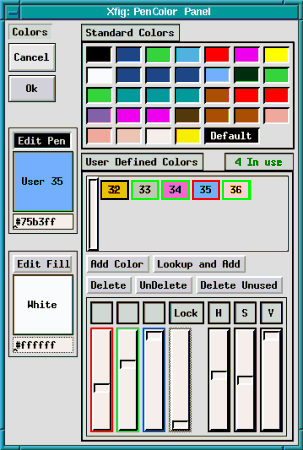 Xfig: PenColor Panel
Colors
Cancel
Ok
Standard Colors
Default
Edit Pen
User 35
#75b3ff
User Defined Colors
4 In use
32 33 34 35 36
Edit Fill
White
#ffffff
Add Color
Lookup and Add
Delete
UnDelete
Delete Unused
Lock
H
S
V